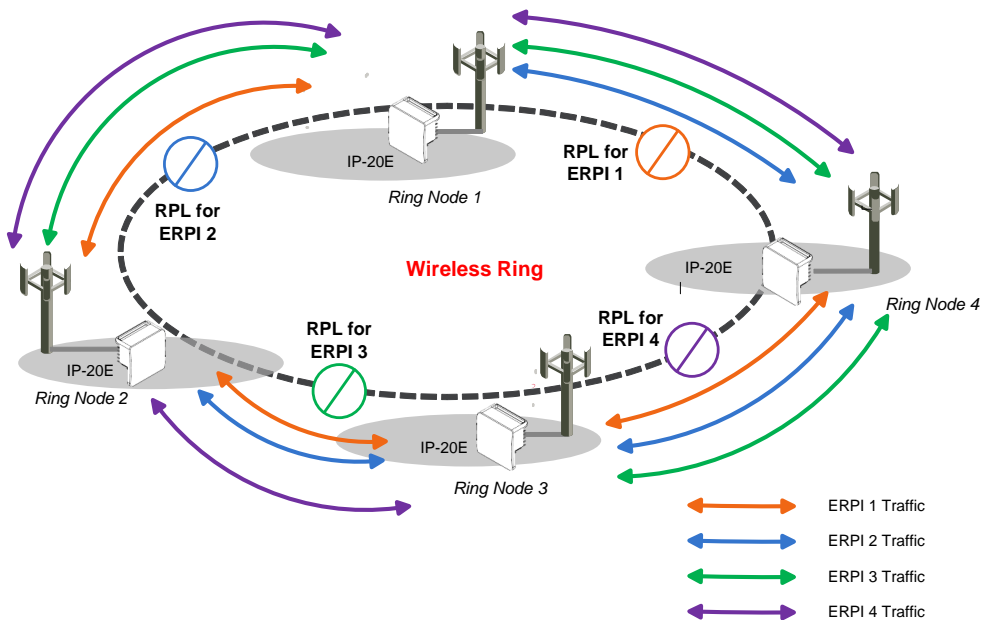 IP-20E
Ring Node 1
RPL for
ERPI 1
RPL for
ERPI 2
Wireless Ring
IP-20E
Ring Node 4
RPL for
ERPI 3
RPL for
ERPI 4
IP-20E
Ring Node 2
IP-20E
Ring Node 3
ERPI 1 Traffic
ERPI 2 Traffic
ERPI 3 Traffic
ERPI 4 Traffic